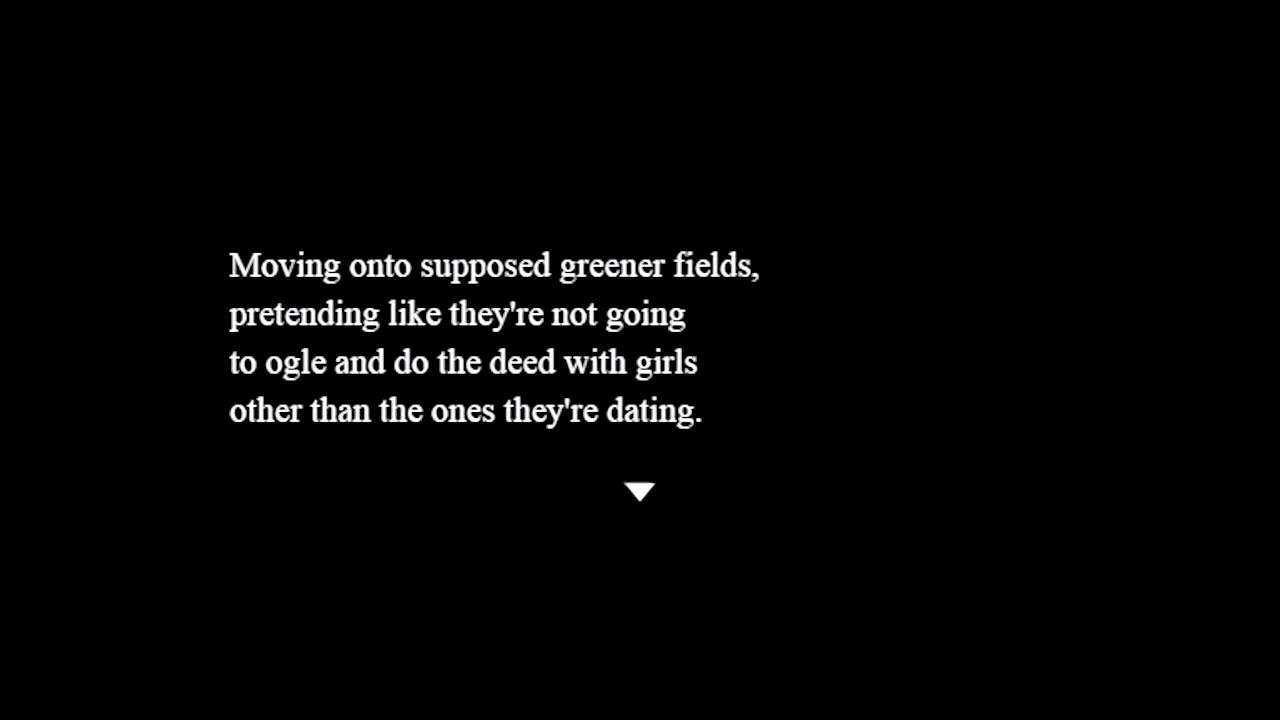 Moving onto supposed greener fields,
pretending like they're not going
to ogle and do the deed with girls
other than the ones they're dating.